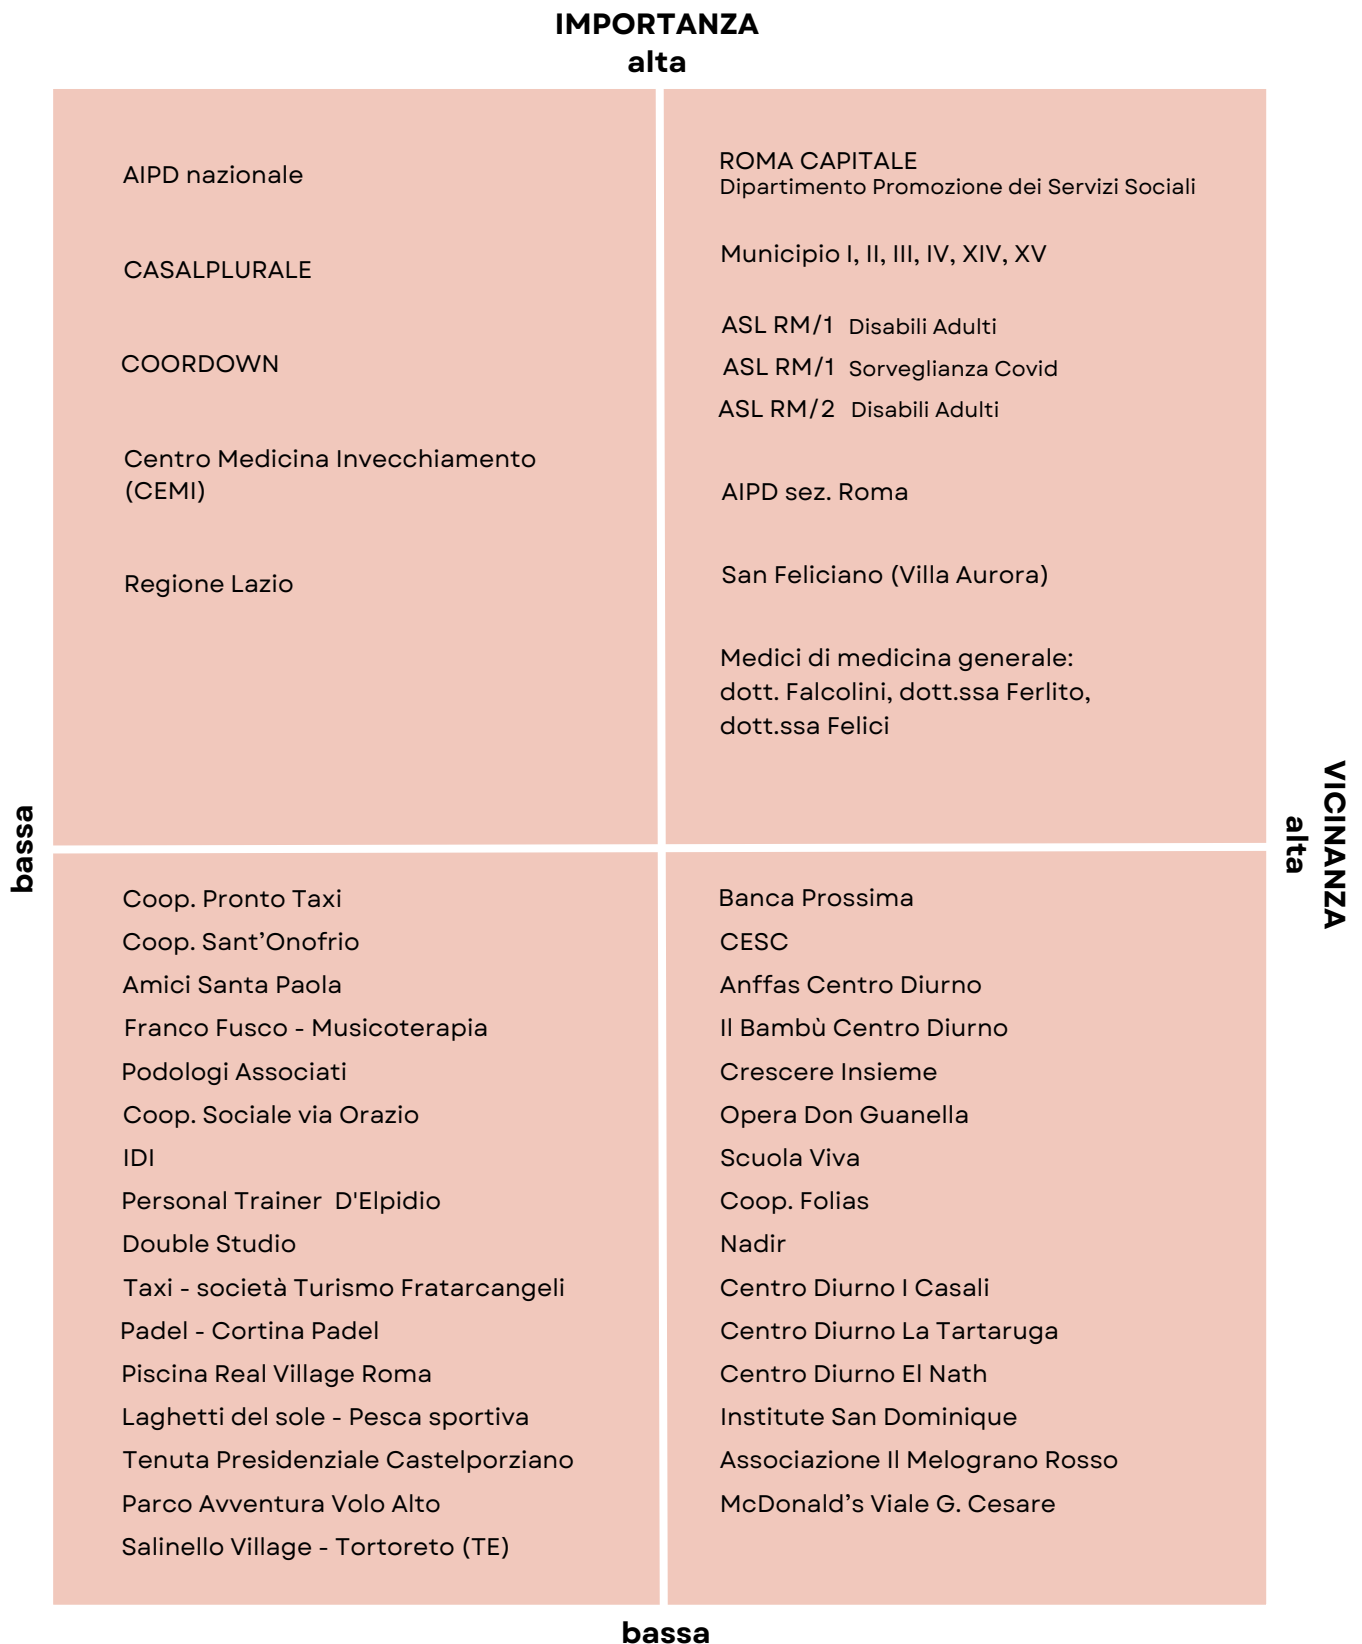 IMPORTANZA
alta
AIPD nazionale
CASALPLURALE
COORDOWN
Centro Medicina Invecchiamento
(CEMI)
Regione Lazio
ROMA CAPITALE
Dipartimento Promozione dei Servizi Sociali
Municipio I, II, III, IV, XIV, XV
ASL RM/1 Disabili Adulti
ASL RM/1 Sorveglianza Covid
ASL RM/2 Disabili Adulti
AIPD sez. Roma
San Feliciano (Villa Aurora)
Medici di medicina generale:
dott. Falcolini, dott.ssa Ferlito,
dott.ssa Felici
bassa
VICINANZA
alta
Coop. Pronto Taxi
Coop. Sant’Onofrio
Amici Santa Paola
Franco Fusco - Musicoterapia
Podologi Associati
Coop. Sociale via Orazio
IDI
Personal Trainer D'Elpidio
Double Studio
Taxi - società Turismo Fratarcangeli
Padel - Cortina Padel
Piscina Real Village Roma
Laghetti del sole - Pesca sportiva
Tenuta Presidenziale Castelporziano
Parco Avventura Volo Alto
Salinello Village - Tortoreto (TE)
Banca Prossima
CESC
Anffas Centro Diurno
Il Bambù Centro Diurno
Crescere Insieme
Opera Don Guanella
Scuola Viva
Coop. Folias
Nadir
Centro Diurno I Casali
Centro Diurno La Tartaruga
Centro Diurno El Nath
Institute San Dominique
Associazione Il Melograno Rosso
McDonald’s Viale G. Cesare
bassa